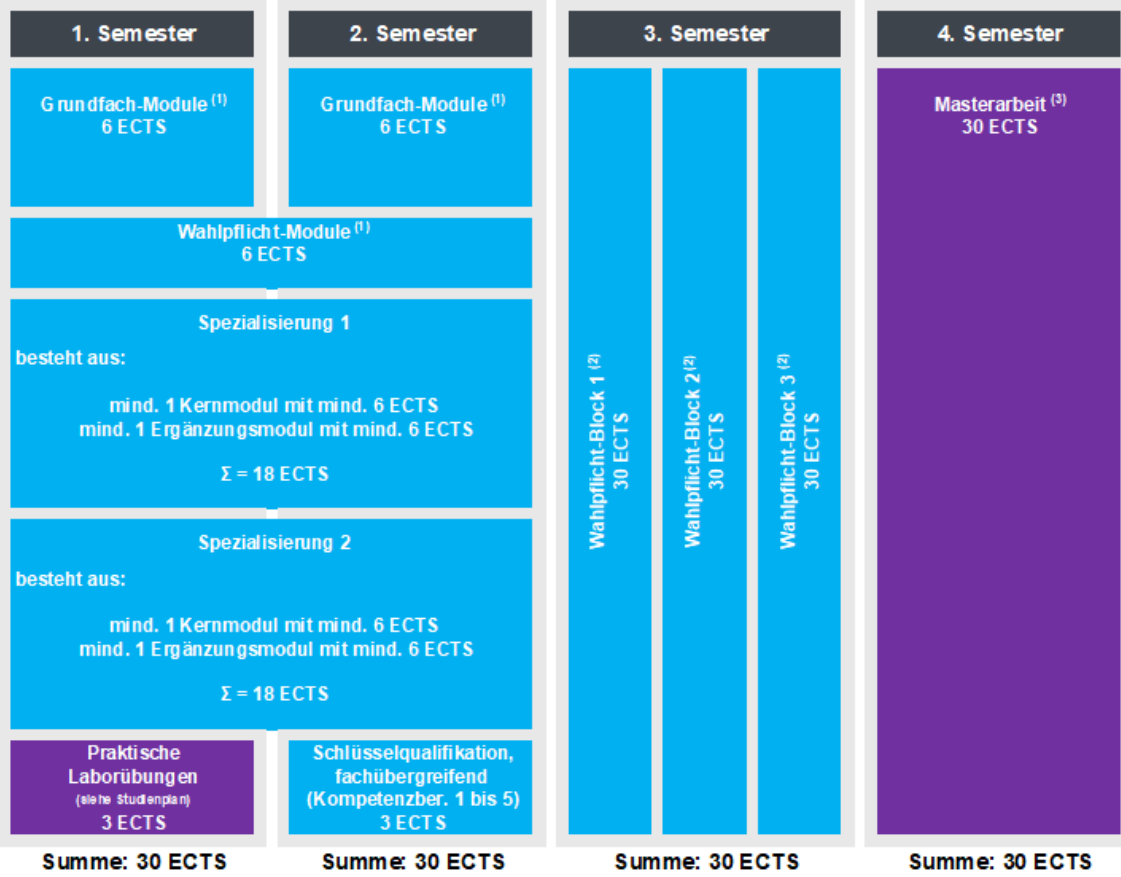 1. Semester
2. Semester
3. Semester
4. Semester
Grundfach-Module (1)
6 ECTS
Grundfach-Module (1)
6 ECTS
Wahlpflicht-Module (1)
6 ECTS
Spezialisierung 1
besteht aus:
mind. 1 Kernmodul mit mind. 6 ECTS
mind. 1 Ergänzungsmodul mit mind. 6 ECTS
Σ = 18 ECTS
Spezialisierung 2
besteht aus:
mind. 1 Kernmodul mit mind. 6 ECTS
mind. 1 Ergänzungsmodul mit mind. 6 ECTS
Σ = 18 ECTS
Praktische
Laborübungen
(siehe Studienplan)
3 ECTS
Schlüsselqualifikation,
fachübergreifend
(Kompetenzber. 1 bis 5)
3 ECTS
Wahlpflicht-Block 1 (2)
30 ECTS
Wahlpflicht-Block 2 (2)
30 ECTS
Wahlpflicht-Block 3 (2)
30 ECTS
Masterarbeit (3)
30 ECTS
Summe: 30 ECTS
Summe: 30 ECTS
Summe: 30 ECTS
Summe: 30 ECTS